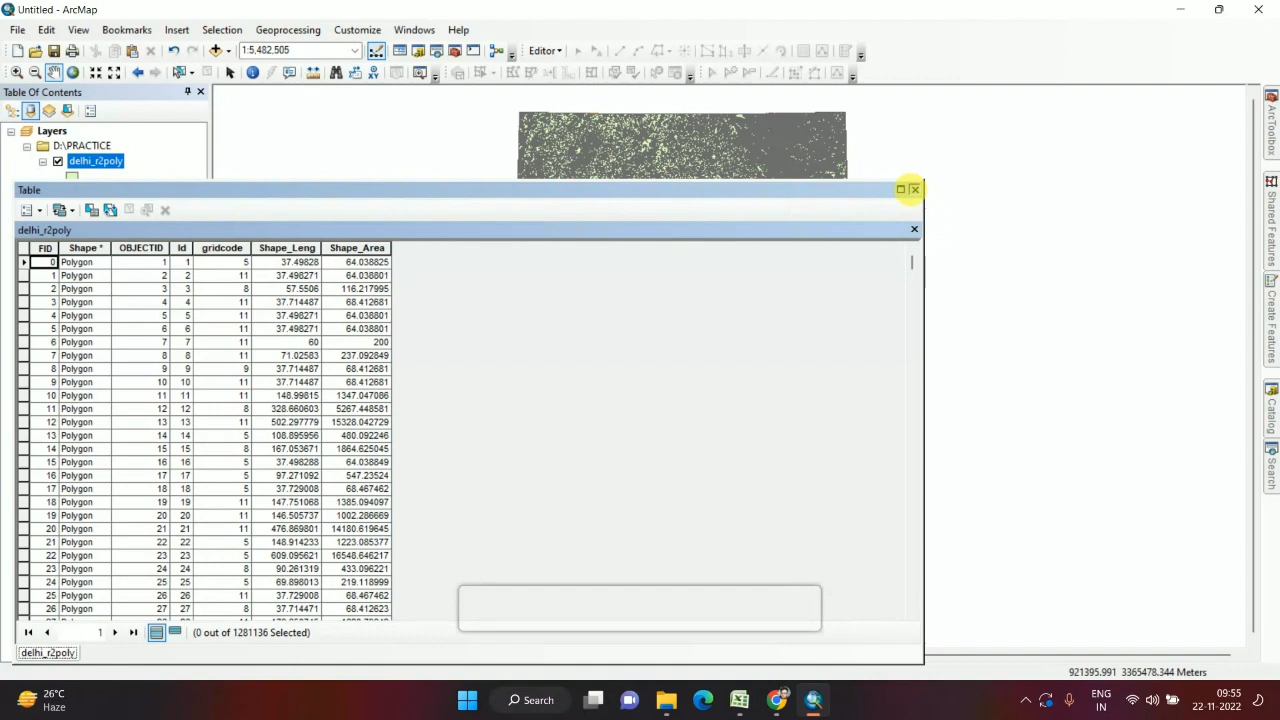 Untitled - ArcMap
File Edit View Bookmarks Insert Selection Geoprocessing Customize Windows Help
1:5,482,505 Editor
Table Of Contents
Layers
D:\PRACTICE
delhi_r2poly
Table
delhi_r2poly
FID Shape * OBJECTID Id gridcode Shape_Leng Shape_Area
0 Polygon 1 1 5 37.49828 64.038825
1 Polygon 2 2 11 37.498271 64.038801
2 Polygon 3 3 8 57.5506 116.217995
3 Polygon 4 4 11 37.714487 68.412681
4 Polygon 5 5 11 37.498271 64.038801
5 Polygon 6 6 11 37.498271 64.038801
6 Polygon 7 7 11 60 200
7 Polygon 8 8 11 71.02583 237.092849
8 Polygon 9 9 9 37.714487 68.412681
9 Polygon 10 10 11 37.714487 68.412681
10 Polygon 11 11 11 148.99815 1347.047086
11 Polygon 12 12 8 328.660603 5267.448581
12 Polygon 13 13 11 502.297779 15328.042729
13 Polygon 14 14 5 108.895956 480.092246
14 Polygon 15 15 8 167.053671 1864.625045
15 Polygon 16 16 5 37.498288 64.038849
16 Polygon 17 17 5 97.271092 547.23524
17 Polygon 18 18 5 37.729008 68.467462
18 Polygon 19 19 11 147.751068 1385.094097
19 Polygon 20 20 11 146.505713 1002.286669
20 Polygon 21 21 11 476.869801 14180.619645
21 Polygon 22 22 5 148.914233 1223.085377
22 Polygon 23 23 5 609.095621 16548.646217
23 Polygon 24 24 8 90.261319 433.096221
24 Polygon 25 25 5 69.898013 219.118999
25 Polygon 26 26 11 37.729008 68.467462
26 Polygon 27 27 8 37.714471 68.412623
1 (0 out of 1281136 Selected)
delhi_r2poly
ArcToolbox
Shared Features
Create Features
Catalog
Search
921395.991 3365478.344 Meters
26°C
Haze
Search
ENG
IN
09:55
22-11-2022